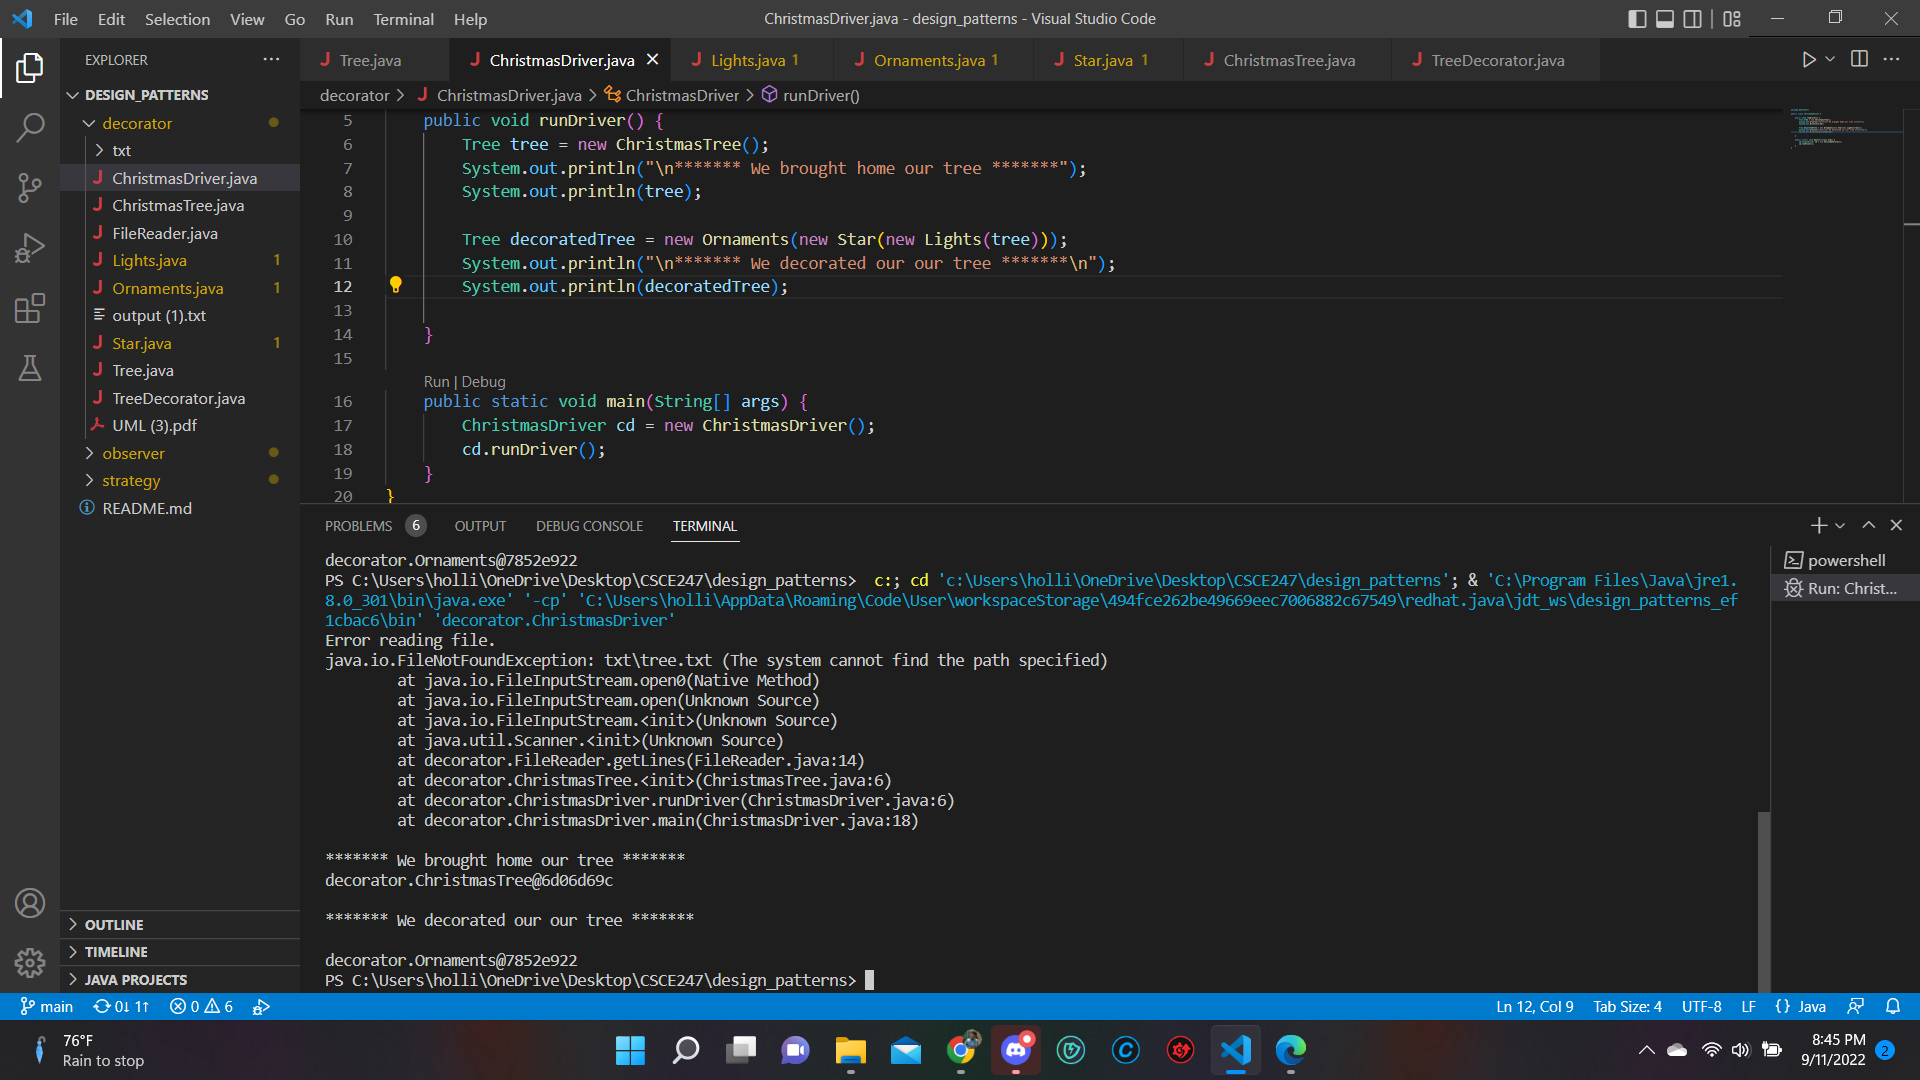 File Edit Selection View Go Run Terminal Help
ChristmasDriver.java - design_patterns - Visual Studio Code
EXPLORER
DESIGN_PATTERNS
decorator
txt
ChristmasDriver.java
ChristmasTree.java
FileReader.java
Lights.java 1
Ornaments.java 1
output (1).txt
Star.java 1
Tree.java
TreeDecorator.java
UML (3).pdf
observer
strategy
README.md
OUTLINE
TIMELINE
JAVA PROJECTS
Tree.java ChristmasDriver.java Lights.java 1 Ornaments.java 1 Star.java 1 ChristmasTree.java TreeDecorator.java
decorator > ChristmasDriver.java > ChristmasDriver > runDriver()
5 public void runDriver() {
6 Tree tree = new ChristmasTree();
7 System.out.println("\n******* We brought home our tree *******");
8 System.out.println(tree);
9
10 Tree decoratedTree = new Ornaments(new Star(new Lights(tree)));
11 System.out.println("\n******* We decorated our our tree *******\n");
12 System.out.println(decoratedTree);
13
14 }
15
Run | Debug
16 public static void main(String[] args) {
17 ChristmasDriver cd = new ChristmasDriver();
18 cd.runDriver();
19 }
20 }
PROBLEMS 6 OUTPUT DEBUG CONSOLE TERMINAL
decorator.Ornaments@7852e922
PS C:\Users\holli\OneDrive\Desktop\CSCE247\design_patterns> c:; cd 'c:\Users\holli\OneDrive\Desktop\CSCE247\design_patterns'; & 'C:\Program Files\Java\jre1.
8.0_301\bin\java.exe' '-cp' 'C:\Users\holli\AppData\Roaming\Code\User\workspaceStorage\494fce262be49669eec7006882c67549\redhat.java\jdt_ws\design_patterns_ef
1cbac6\bin' 'decorator.ChristmasDriver'
Error reading file.
java.io.FileNotFoundException: txt\tree.txt (The system cannot find the path specified)
at java.io.FileInputStream.open0(Native Method)
at java.io.FileInputStream.open(Unknown Source)
at java.io.FileInputStream.<init>(Unknown Source)
at java.util.Scanner.<init>(Unknown Source)
at decorator.FileReader.getLines(FileReader.java:14)
at decorator.ChristmasTree.<init>(ChristmasTree.java:6)
at decorator.ChristmasDriver.runDriver(ChristmasDriver.java:6)
at decorator.ChristmasDriver.main(ChristmasDriver.java:18)
******* We brought home our tree *******
decorator.ChristmasTree@6d06d69c
******* We decorated our our tree *******
decorator.Ornaments@7852e922
PS C:\Users\holli\OneDrive\Desktop\CSCE247\design_patterns>
powershell
Run: Christ...
main 0↓ 1↑ 0 6
Ln 12, Col 9 Tab Size: 4 UTF-8 LF {} Java
76°F
Rain to stop
8:45 PM
9/11/2022
2